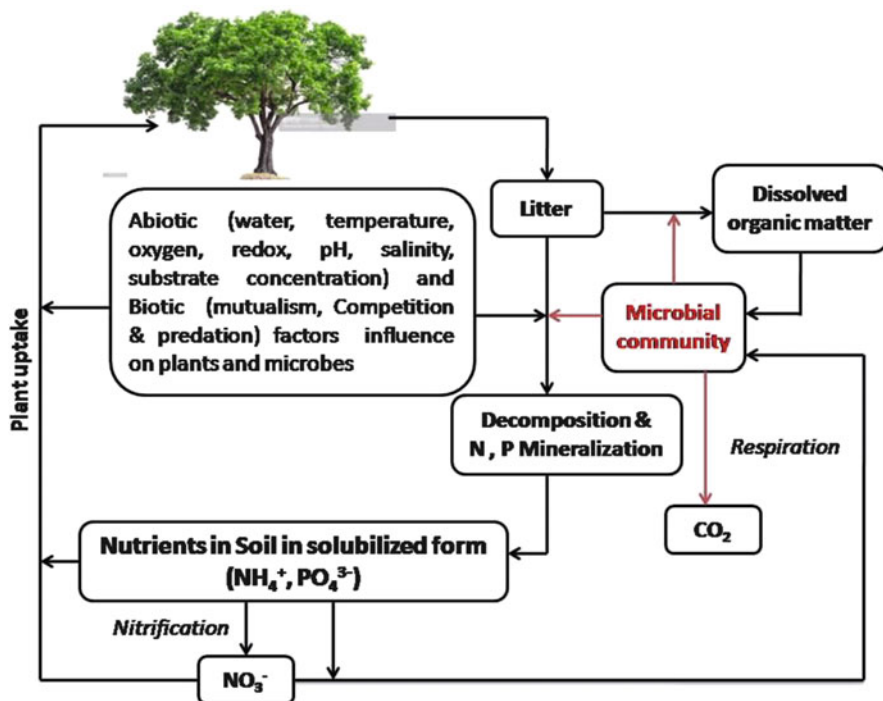 Litter
Dissolved
organic matter
Abiotic (water, temperature,
oxygen, redox, pH, salinity,
substrate concentration) and
Biotic (mutualism, Competition
& predation) factors influence
on plants and microbes
Microbial
community
Plant uptake
Decomposition &
N , P Mineralization
Respiration
CO₂
Nutrients in Soil in solubilized form
(NH₄⁺, PO₄³⁻)
Nitrification
NO₃⁻